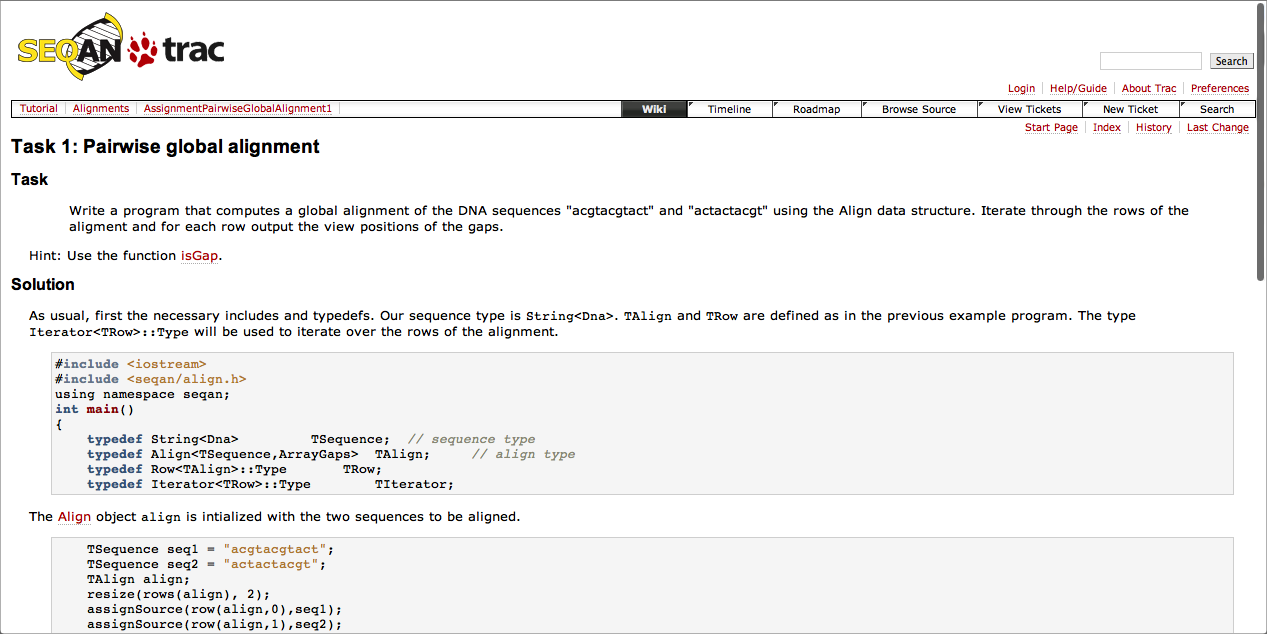 SEQAN trac
Search
Login Help/Guide About Trac Preferences
Tutorial Alignments AssignmentPairwiseGlobalAlignment1 Wiki Timeline Roadmap Browse Source View Tickets New Ticket Search
Start Page Index History Last Change
Task 1: Pairwise global alignment
Task
Write a program that computes a global alignment of the DNA sequences "acgtacgtact" and "actactacgt" using the Align data structure. Iterate through the rows of the
aligment and for each row output the view positions of the gaps.
Hint: Use the function isGap.
Solution
As usual, first the necessary includes and typedefs. Our sequence type is String<Dna>. TAlign and TRow are defined as in the previous example program. The type
Iterator<TRow>::Type will be used to iterate over the rows of the alignment.
#include <iostream>
#include <seqan/align.h>
using namespace seqan;
int main()
{
typedef String<Dna> TSequence; // sequence type
typedef Align<TSequence,ArrayGaps> TAlign; // align type
typedef Row<TAlign>::Type TRow;
typedef Iterator<TRow>::Type TIterator;
The Align object align is intialized with the two sequences to be aligned.
TSequence seq1 = "acgtacgtact";
TSequence seq2 = "actactacgt";
TAlign align;
resize(rows(align), 2);
assignSource(row(align,0),seq1);
assignSource(row(align,1),seq2);